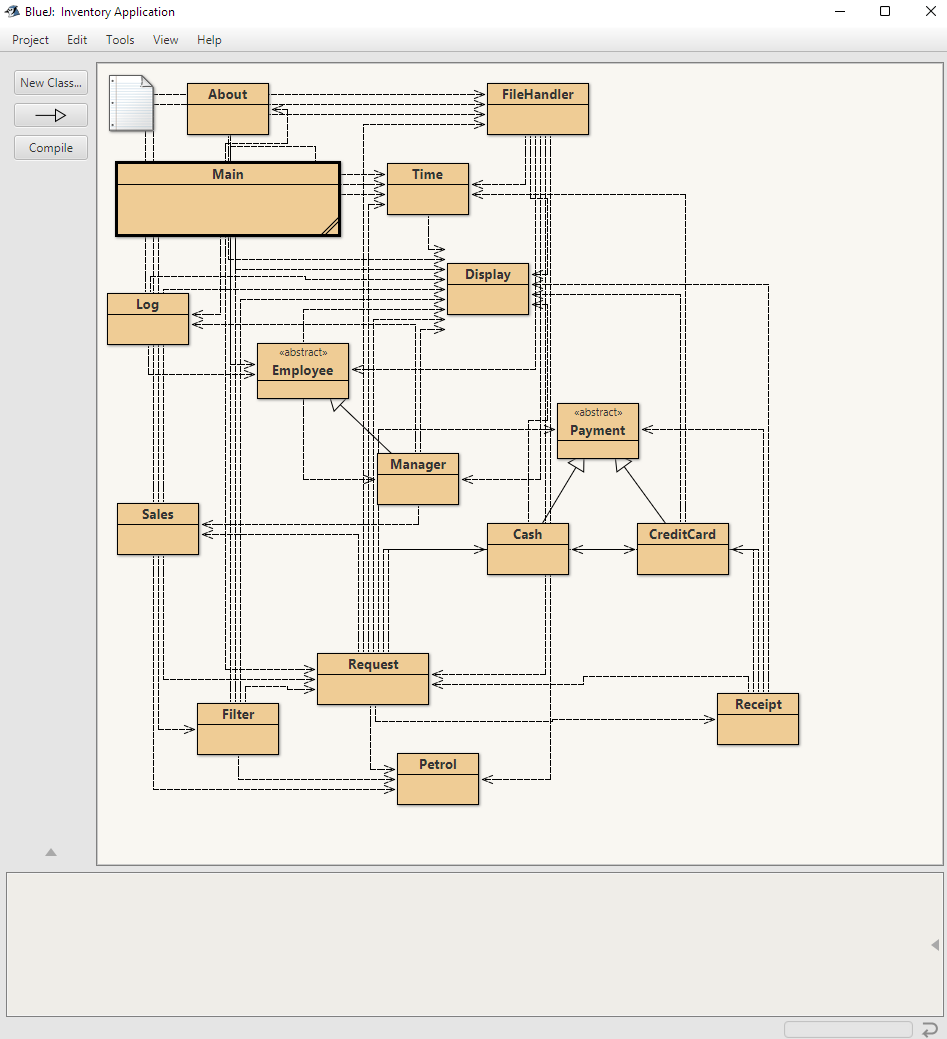 BlueJ: Inventory Application
Project Edit Tools View Help
New Class...
Compile
About
FileHandler
Main
Time
Display
Log
«abstract»
Employee
«abstract»
Payment
Manager
Sales
Cash
CreditCard
Request
Filter
Receipt
Petrol